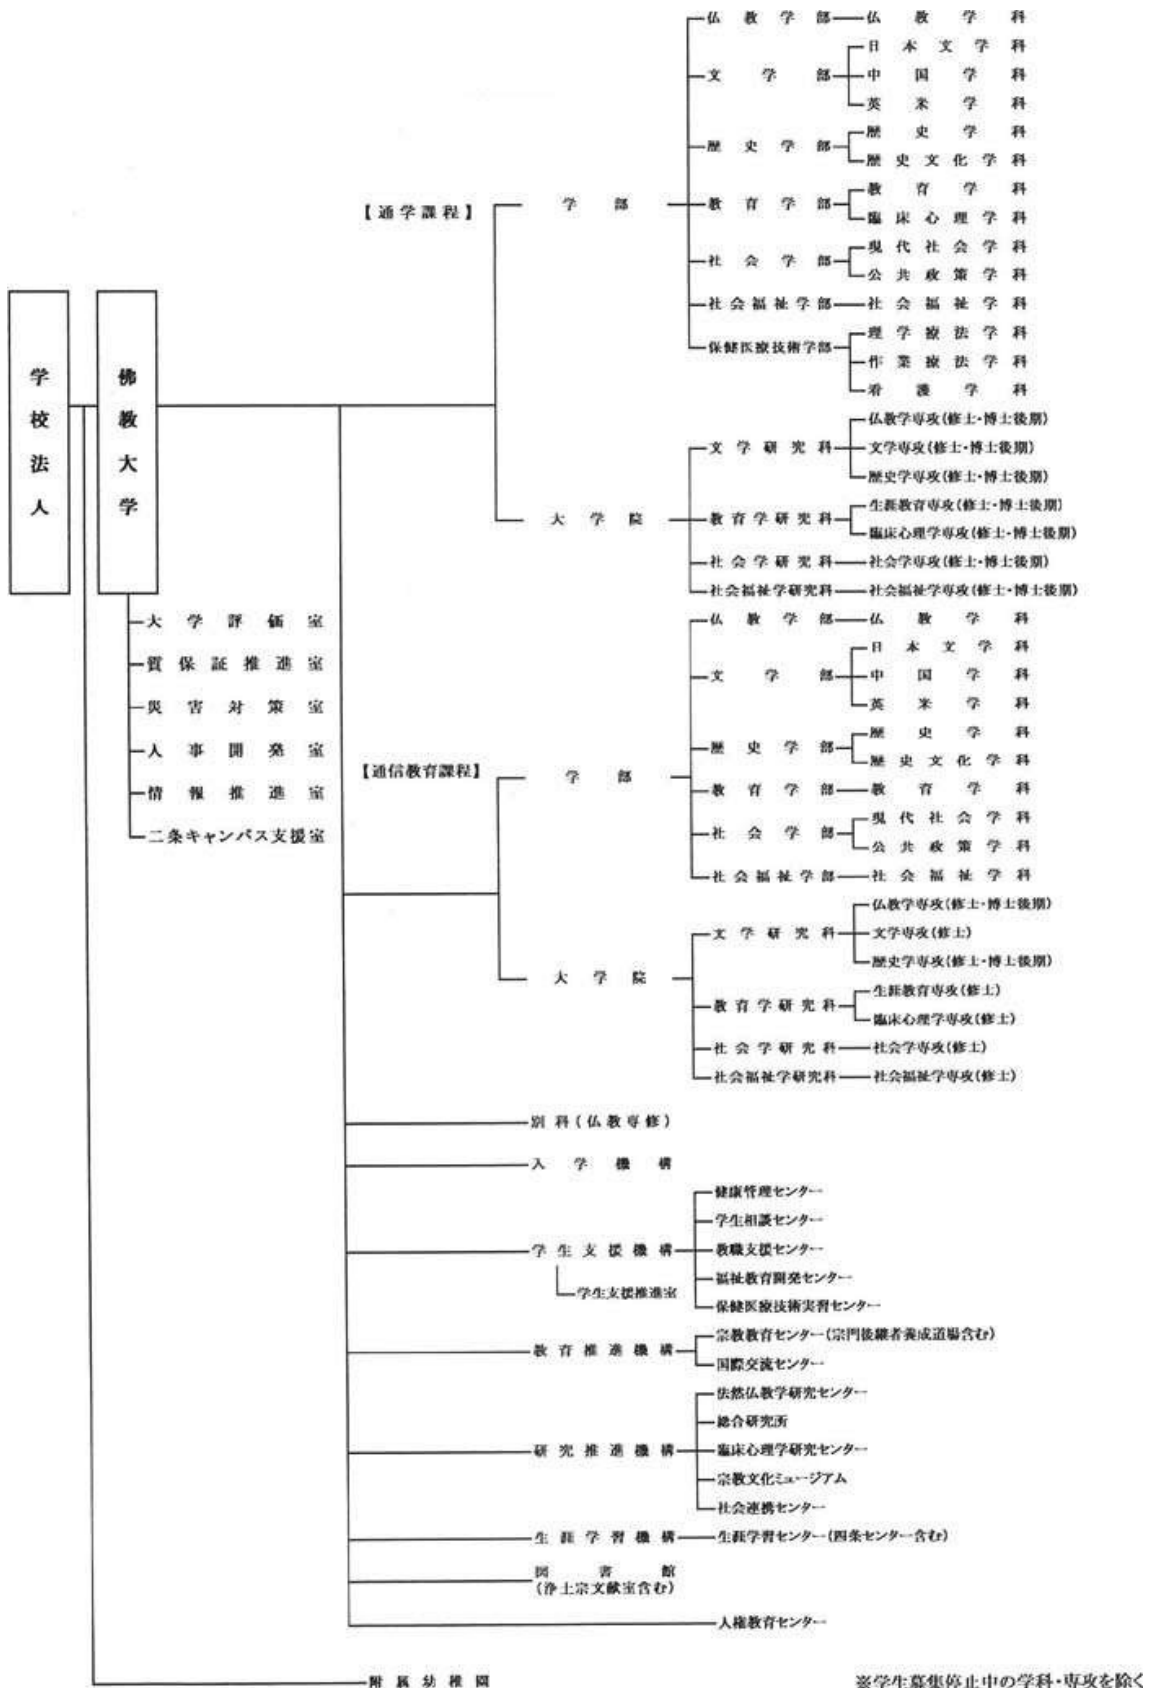 学校法人
佛教大学
大学評価室
質保証推進室
災害対策室
人事開発室
情報推進室
二条キャンパス支援室
【通学課程】
学部
仏教学部
仏教学科
文学部
日本文学科
中国学科
英米学科
歴史学部
歴史学科
歴史文化学科
教育学部
教育学科
臨床心理学科
社会学部
現代社会学科
公共政策学科
社会福祉学部
社会福祉学科
保健医療技術学部
理学療法学科
作業療法学科
看護学科
大学院
文学研究科
仏教学専攻(修士・博士後期)
文学専攻(修士・博士後期)
歴史学専攻(修士・博士後期)
教育学研究科
生涯教育専攻(修士・博士後期)
臨床心理学専攻(修士・博士後期)
社会学研究科
社会学専攻(修士・博士後期)
社会福祉学研究科
社会福祉学専攻(修士・博士後期)
【通信教育課程】
学部
仏教学部
仏教学科
文学部
日本文学科
中国学科
英米学科
歴史学部
歴史学科
歴史文化学科
教育学部
教育学科
社会学部
現代社会学科
公共政策学科
社会福祉学部
社会福祉学科
大学院
文学研究科
仏教学専攻(修士・博士後期)
文学専攻(修士)
歴史学専攻(修士・博士後期)
教育学研究科
生涯教育専攻(修士)
臨床心理学専攻(修士)
社会学研究科
社会学専攻(修士)
社会福祉学研究科
社会福祉学専攻(修士)
別科(仏教専修)
入学機構
学生支援機構
学生支援推進室
健康管理センター
学生相談センター
教職支援センター
福祉教育開発センター
保健医療技術実習センター
教育推進機構
宗教教育センター(宗門後継者養成道場含む)
国際交流センター
研究推進機構
法然仏教学研究センター
総合研究所
臨床心理学研究センター
宗教文化ミュージアム
社会連携センター
生涯学習機構
生涯学習センター(四条センター含む)
図書館
(浄土宗文献室含む)
人権教育センター
附属幼稚園
※学生募集停止中の学科・専攻を除く